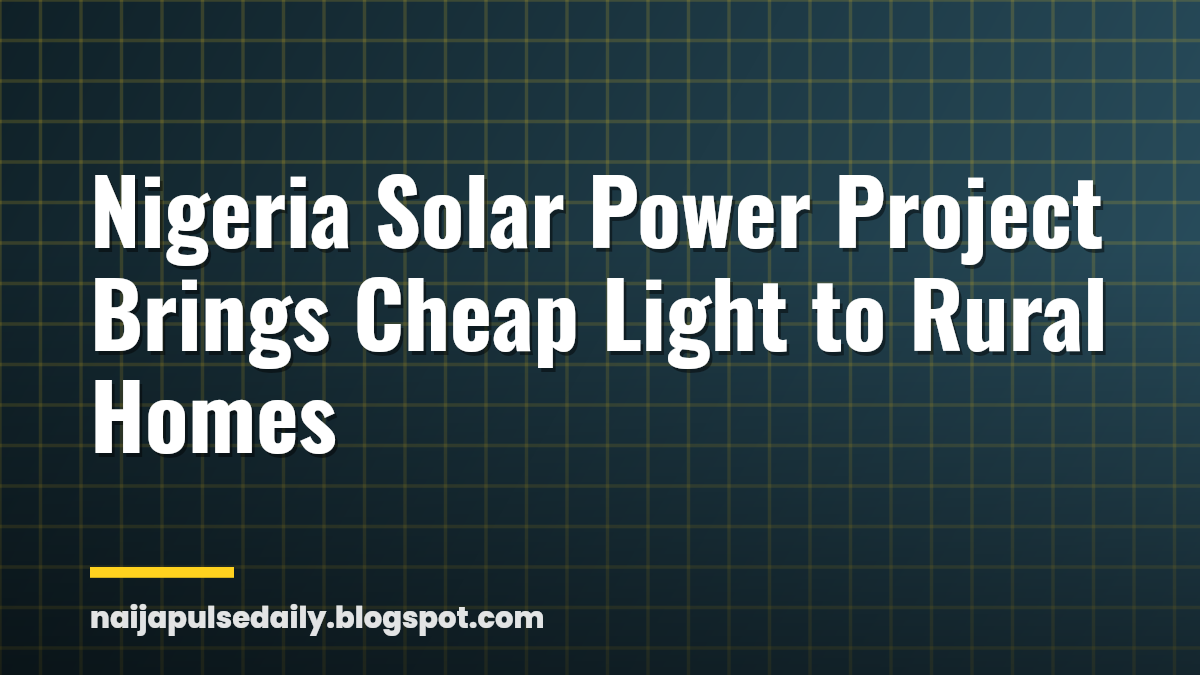 Nigeria Solar Power Project
Brings Cheap Light to Rural
Homes
naijapulsedaily.blogspot.com